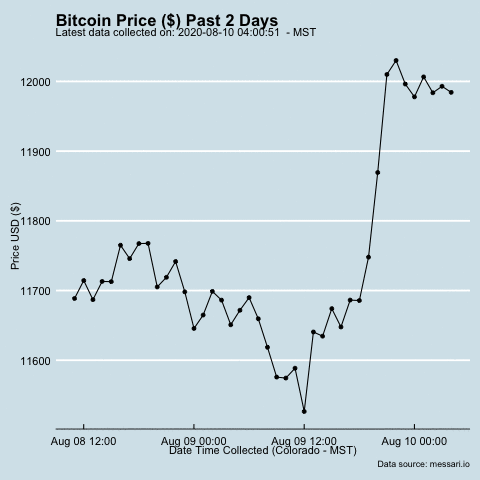 Bitcoin Price ($) Past 2 Days
Latest data collected on: 2020-08-10 04:00:51  - MST
12000
11900
11800
11700
11600
Price USD ($)
Aug 08 12:00 Aug 09 00:00 Aug 09 12:00 Aug 10 00:00
Date Time Collected (Colorado - MST)
Data source: messari.io